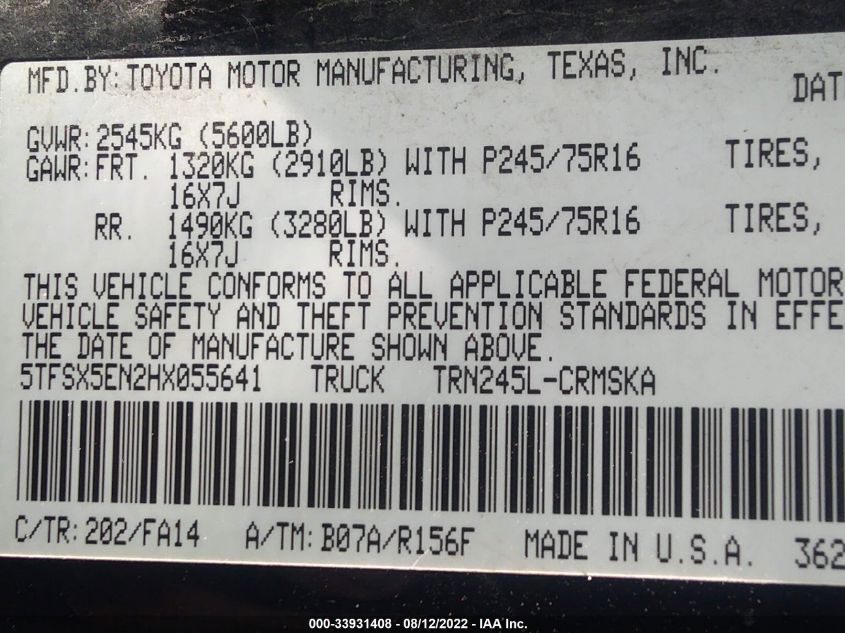 MFD.BY:TOYOTA MOTOR MANUFACTURING, TEXAS, INC.
DAT
GVWR:2545KG (5600LB)
GAWR:FRT. 1320KG (2910LB) WITH P245/75R16 TIRES,
16X7J RIMS.
RR. 1490KG (3280LB) WITH P245/75R16 TIRES,
16X7J RIMS.
THIS VEHICLE CONFORMS TO ALL APPLICABLE FEDERAL MOTOR
VEHICLE SAFETY AND THEFT PREVENTION STANDARDS IN EFFE
THE DATE OF MANUFACTURE SHOWN ABOVE.
5TFSX5EN2HX055641 TRUCK TRN245L-CRMSKA
C/TR:202/FA14 A/TM:B07A/R156F MADE IN U.S.A. 362
000-33931408 - 08/12/2022 - IAA Inc.